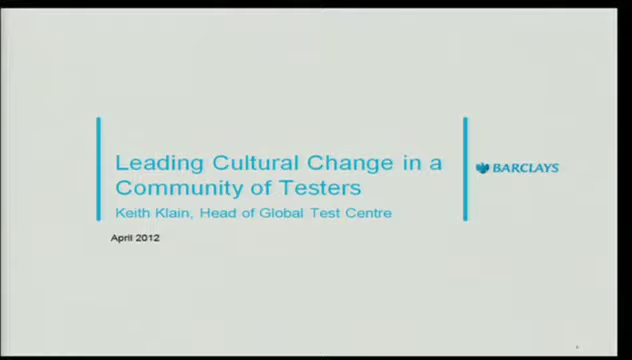 Leading Cultural Change in a
Community of Testers
Keith Klain, Head of Global Test Centre
April 2012
BARCLAYS